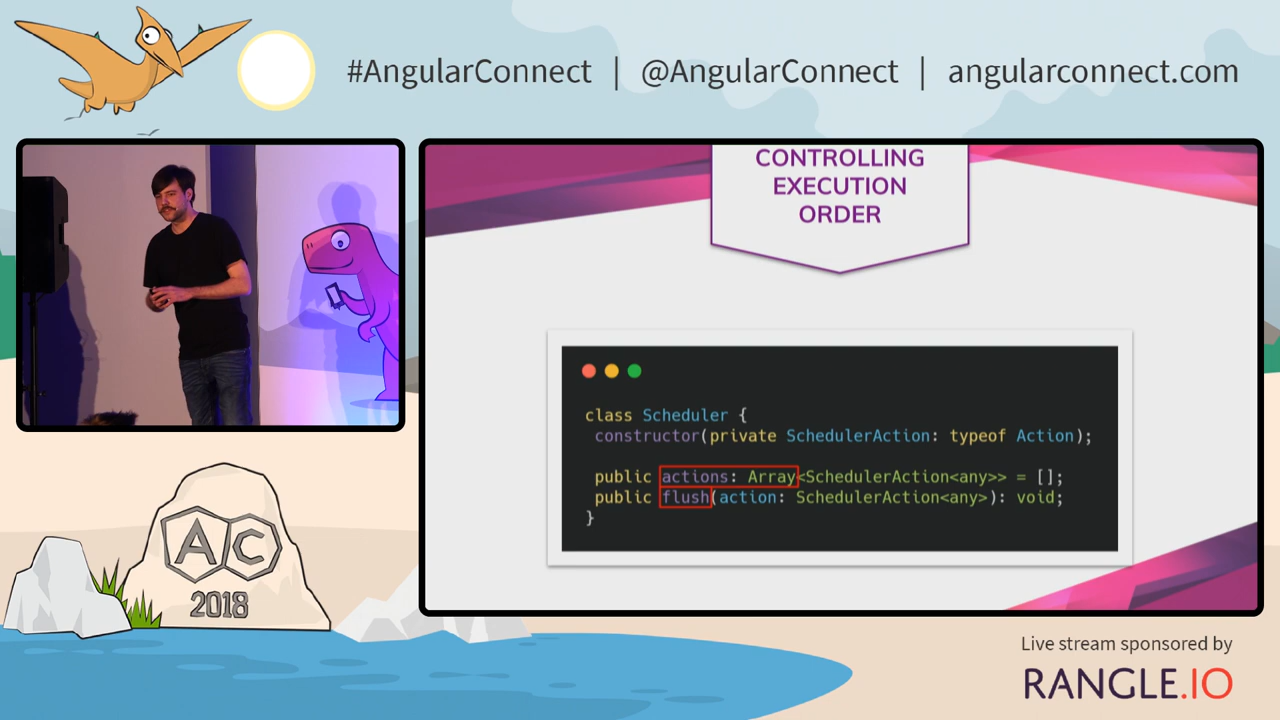 #AngularConnect | @AngularConnect | angularconnect.com
CONTROLLING
EXECUTION
ORDER
class Scheduler {
constructor(private SchedulerAction: typeof Action);
public actions: Array<SchedulerAction<any>> = [];
public flush(action: SchedulerAction<any>): void;
}
AC
2018
Live stream sponsored by
RANGLE.IO